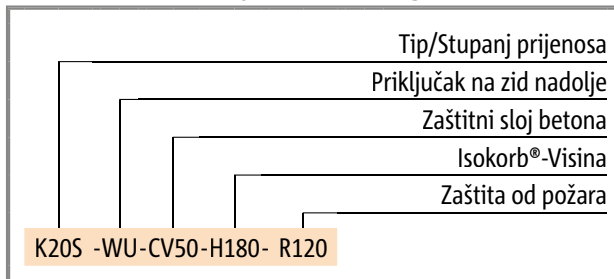 Tip/Stupanj prijenosa
Priključak na zid nadolje
Zaštitni sloj betona
Isokorb®-Visina
Zaštita od požara
K20S -WU-CV50-H180- R120